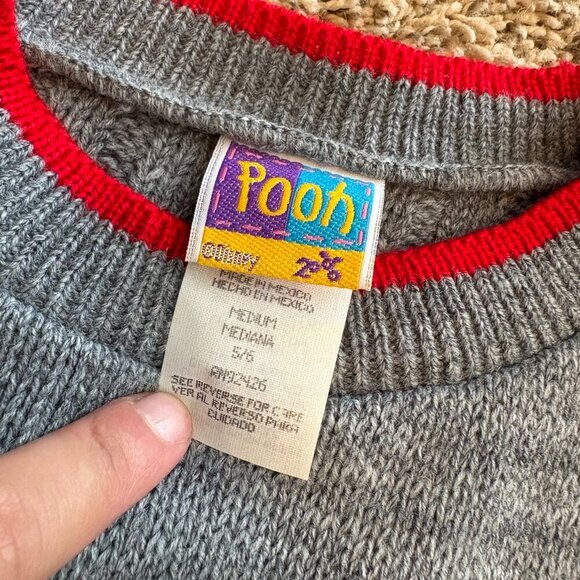 Pooh
©Disney
MADE IN MEXICO
HECHO EN MEXICO
MEDIUM
MEDIANA
5/6
RN92426
SEE REVERSE FOR CARE
VER AL REVERSO PARA
CUIDADO